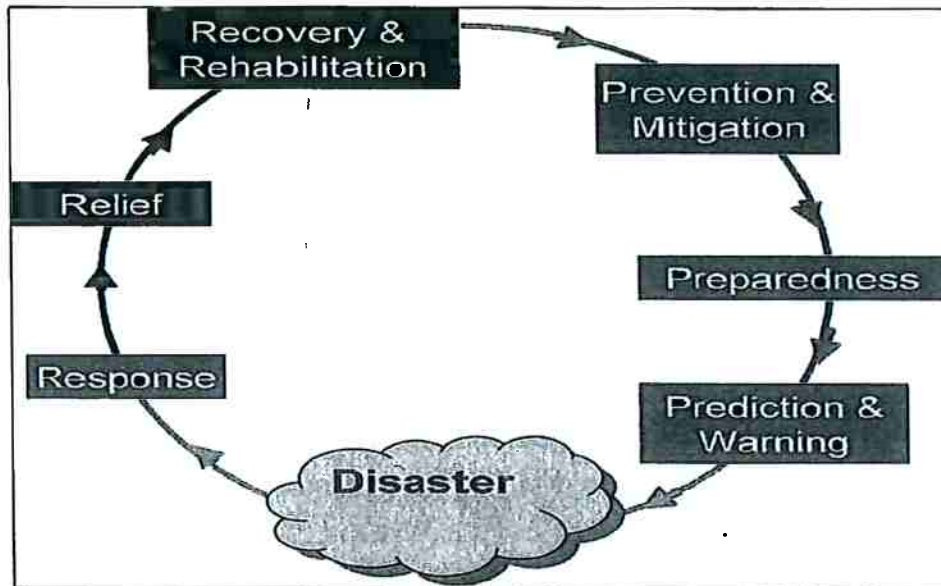 Recovery &
Rehabilitation
Prevention &
Mitigation
Relief
Preparedness
Response
Prediction &
Warning
Disaster